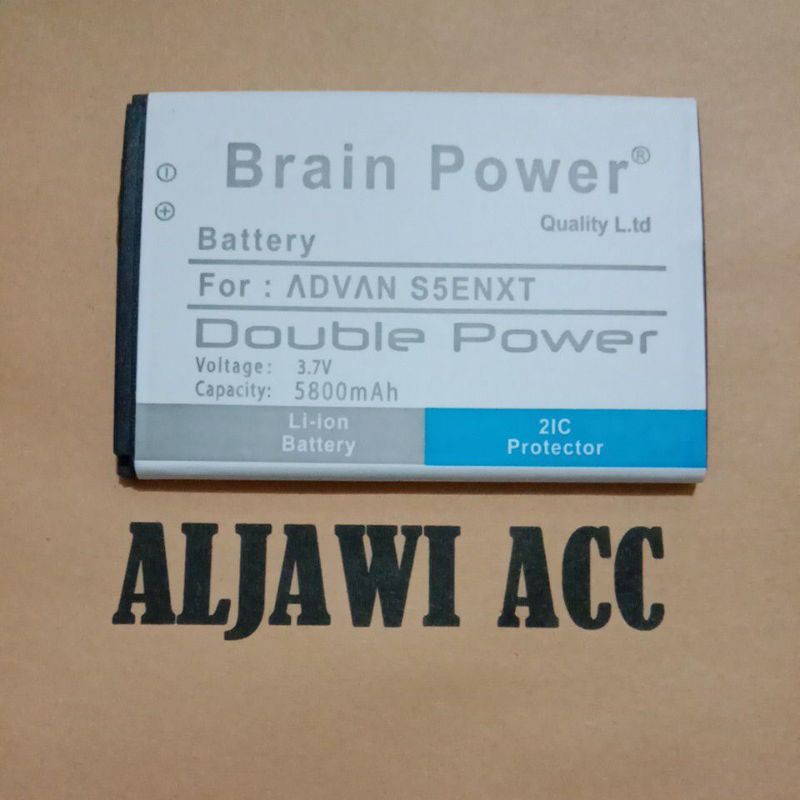 Brain Power®
Quality L.td
Battery
For : ΛDVΛN S5ENXT
Double Power
Voltage: 3.7V
Capacity: 5800mAh
Li-ion
Battery
2IC
Protector
ALJAWI ACC